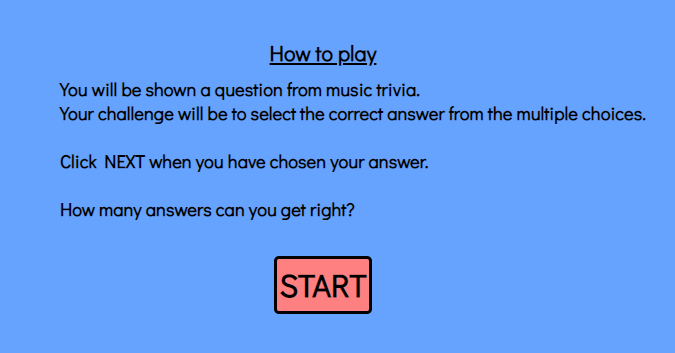 How to play
You will be shown a question from music trivia.
Your challenge will be to select the correct answer from the multiple choices.
Click  NEXT when you have chosen your answer.
How many answers can you get right?
START